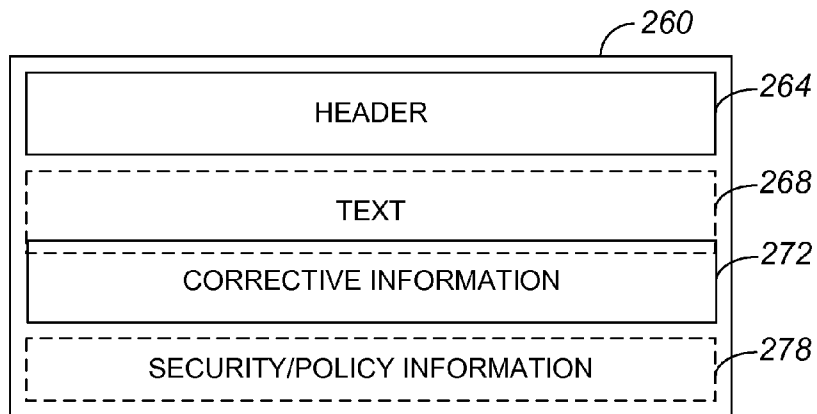 260
HEADER
264
TEXT
268
CORRECTIVE INFORMATION
272
SECURITY/POLICY INFORMATION
278